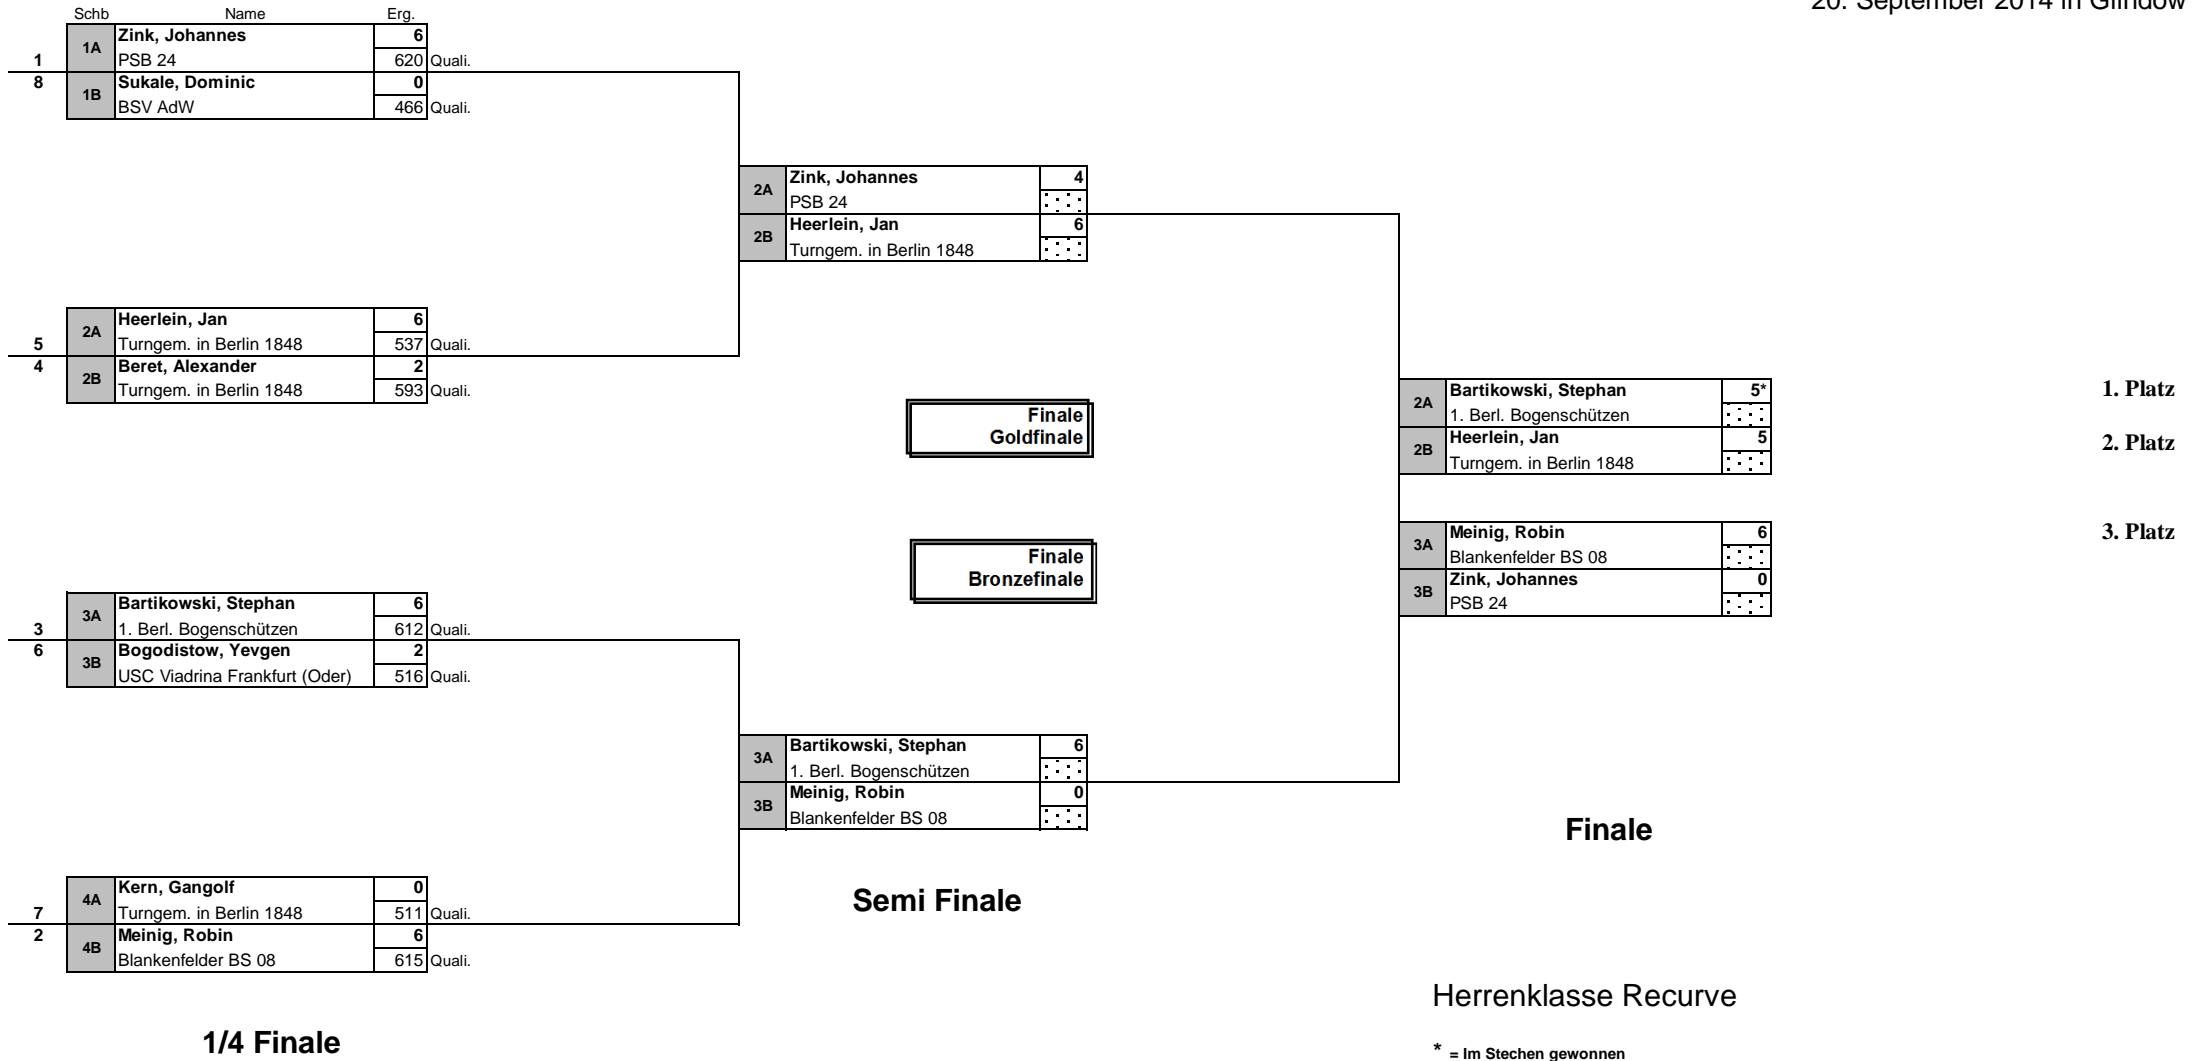 20. September 2014 in Glindow
Schb Name Erg.
1A Zink, Johannes 6
1 PSB 24 620 Quali.
8 1B Sukale, Dominic 0
BSV AdW 466 Quali.
2A Zink, Johannes 4
PSB 24
2B Heerlein, Jan 6
Turngem. in Berlin 1848
2A Heerlein, Jan 6
5 Turngem. in Berlin 1848 537 Quali.
4 2B Beret, Alexander 2
Turngem. in Berlin 1848 593 Quali.
2A Bartikowski, Stephan 5* 1. Platz
1. Berl. Bogenschützen
2B Heerlein, Jan 5 2. Platz
Turngem. in Berlin 1848
Finale
Goldfinale
3A Meinig, Robin 6 3. Platz
Blankenfelder BS 08
3B Zink, Johannes 0
PSB 24
Finale
Bronzefinale
3A Bartikowski, Stephan 6
3 1. Berl. Bogenschützen 612 Quali.
6 3B Bogodistow, Yevgen 2
USC Viadrina Frankfurt (Oder) 516 Quali.
3A Bartikowski, Stephan 6
1. Berl. Bogenschützen
3B Meinig, Robin 0
Blankenfelder BS 08
Finale
4A Kern, Gangolf 0
7 Turngem. in Berlin 1848 511 Quali.
2 4B Meinig, Robin 6
Blankenfelder BS 08 615 Quali.
Semi Finale
Herrenklasse Recurve
1/4 Finale
* = Im Stechen gewonnen